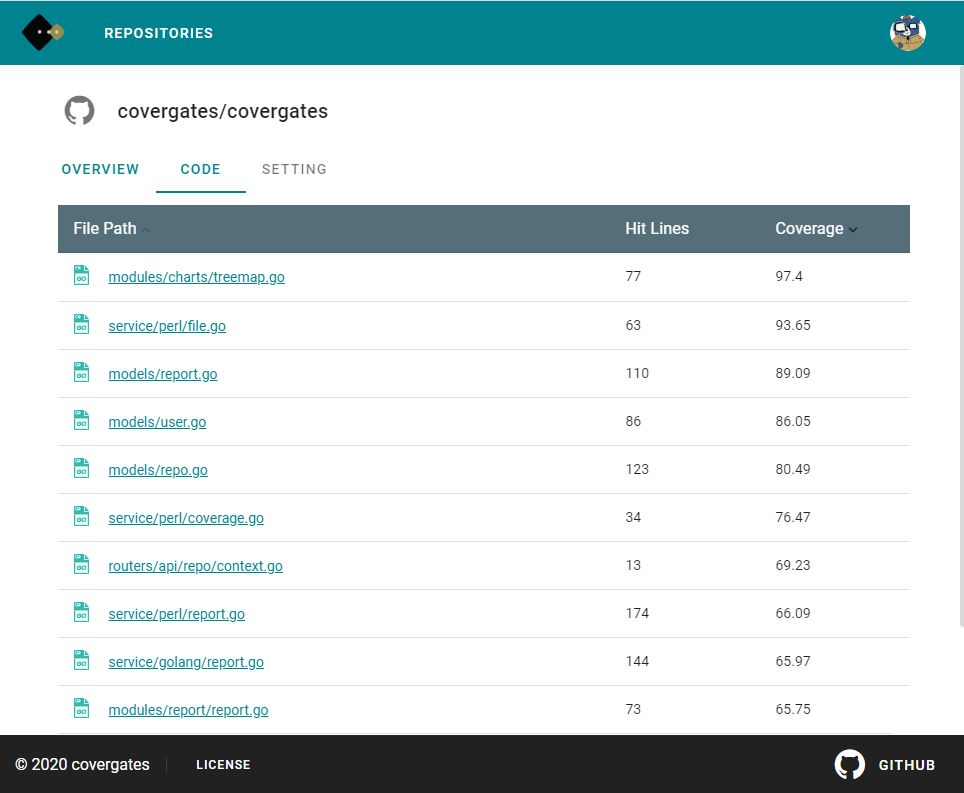 REPOSITORIES
covergates/covergates
OVERVIEW CODE SETTING
File Path Hit Lines Coverage
modules/charts/treemap.go 77 97.4
service/perl/file.go 63 93.65
models/report.go 110 89.09
models/user.go 86 86.05
models/repo.go 123 80.49
service/perl/coverage.go 34 76.47
routers/api/repo/context.go 13 69.23
service/perl/report.go 174 66.09
service/golang/report.go 144 65.97
modules/report/report.go 73 65.75
© 2020 covergates LICENSE GITHUB